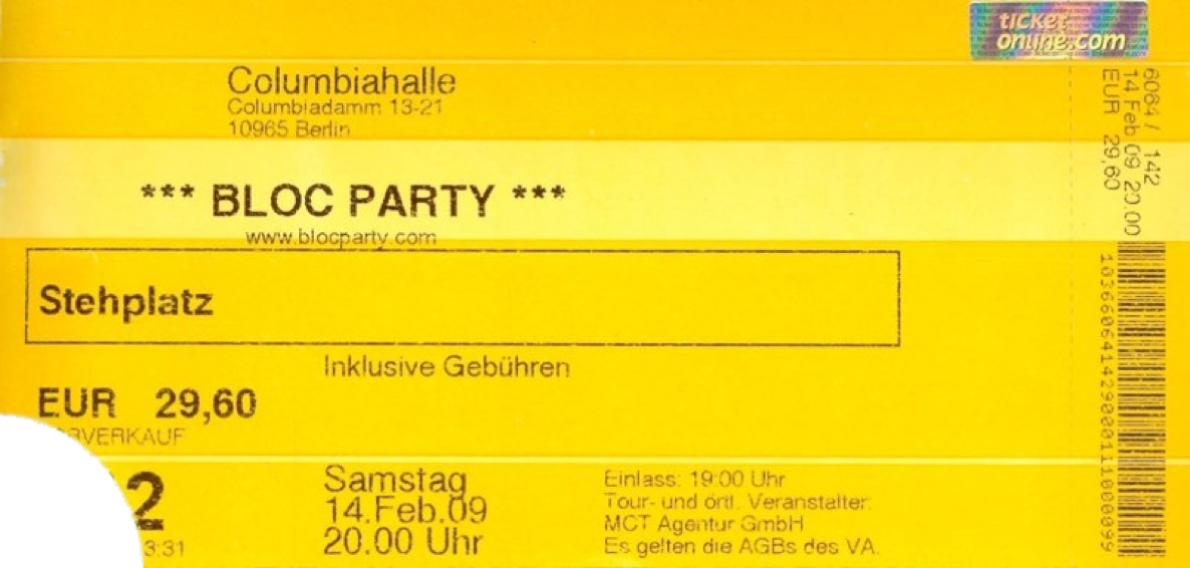 ticket
online.com
Columbiahalle
Columbiadamm 13-21
10965 Berlin
*** BLOC PARTY ***
www.blocparty.com
Stehplatz
Inklusive Gebühren
EUR 29,60
Samstag
14.Feb.09
20.00 Uhr
Einlass: 19:00 Uhr
Tour- und örtl. Veranstalter:
MCT Agentur GmbH
Es gelten die AGBs des VA.
2
3:31
6064 / 142
14 Feb 09 20.00
EUR 29,60